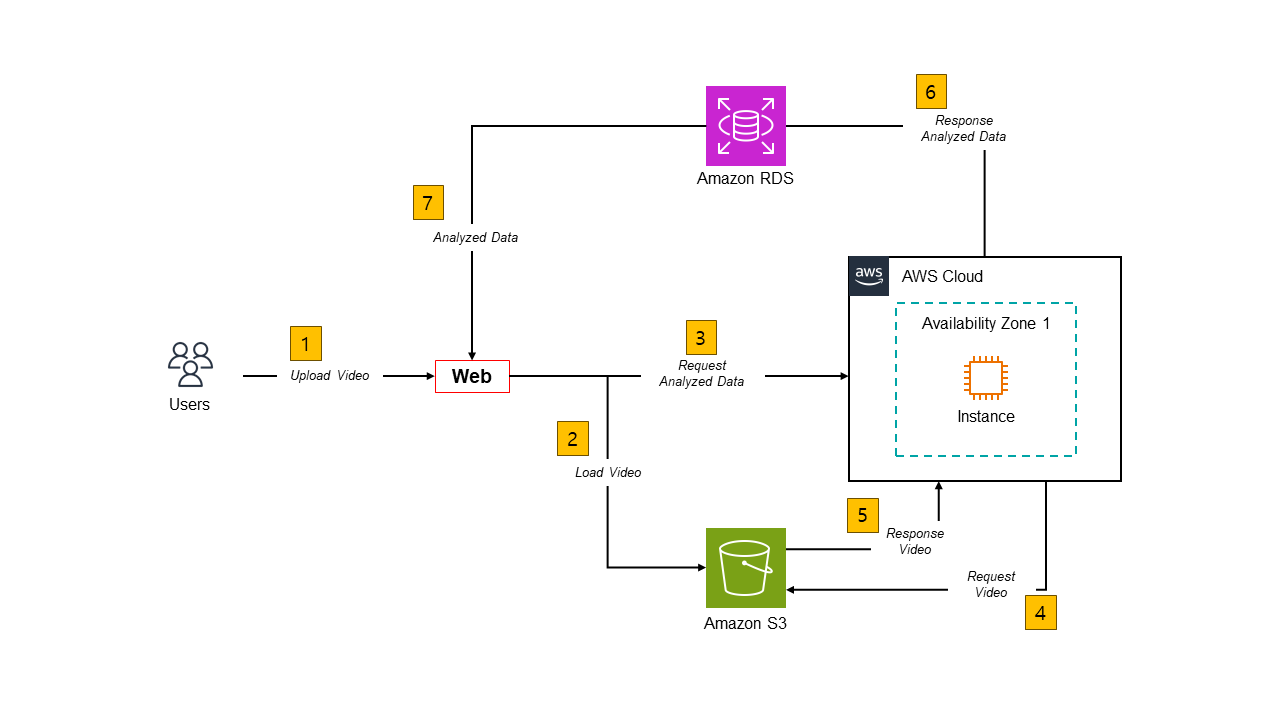 6
Response
Analyzed Data
Amazon RDS
7
Analyzed Data
aws
AWS Cloud
Availability Zone 1
Instance
1
Upload Video
Users
Web
3
Request
Analyzed Data
2
Load Video
5
Response
Video
Request
Video
4
Amazon S3